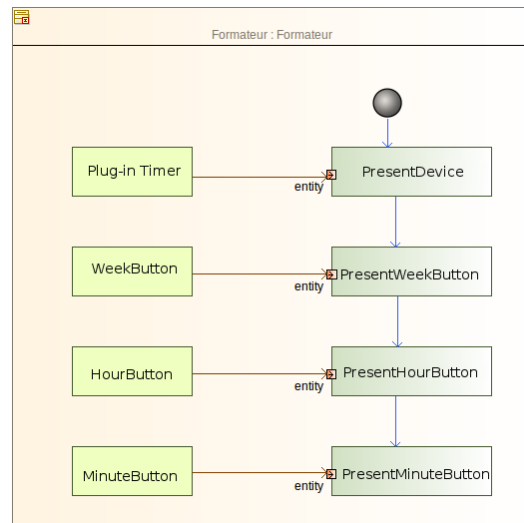 Formateur : Formateur
Plug-in Timer
PresentDevice
entity
WeekButton
PresentWeekButton
entity
HourButton
PresentHourButton
entity
MinuteButton
PresentMinuteButton
entity